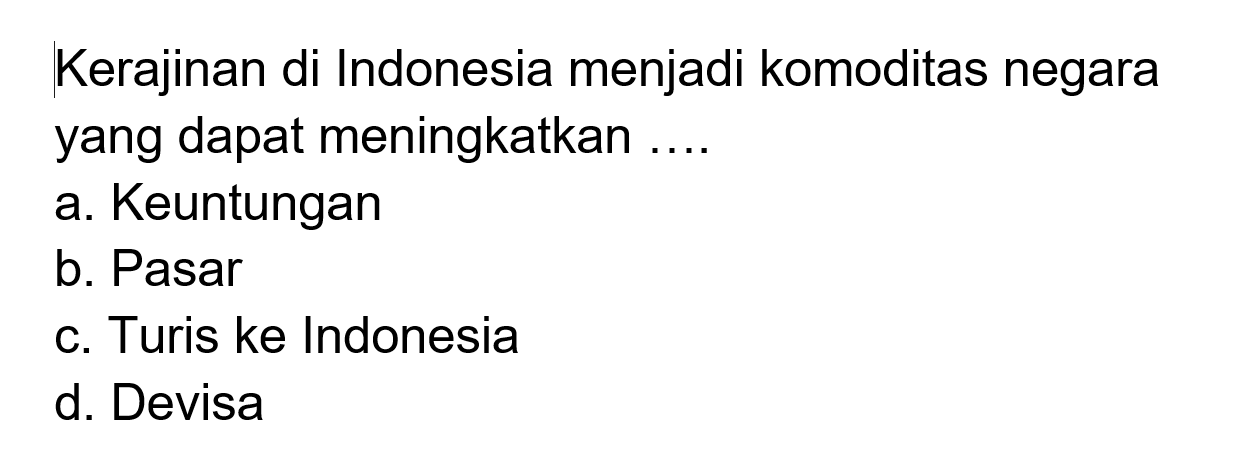 Kerajinan di Indonesia menjadi komoditas negara
yang dapat meningkatkan ....
a. Keuntungan
b. Pasar
c. Turis ke Indonesia
d. Devisa